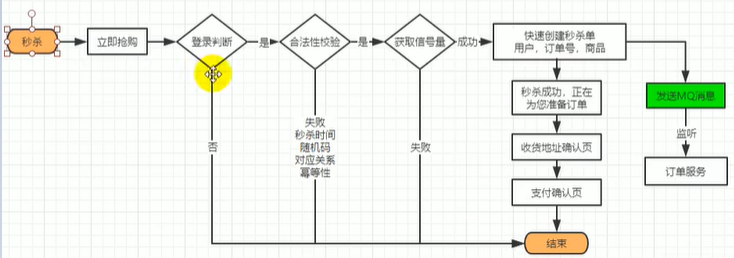 秒杀
立即抢购
登录判断
是
合法性校验
是
获取信号量
成功
快速创建秒杀单
用户，订单号，商品
秒杀成功，正在
为您准备订单
发送MQ消息
失败
秒杀时间
随机码
对应关系
幂等性
否
失败
收货地址确认页
监听
订单服务
支付确认页
结束